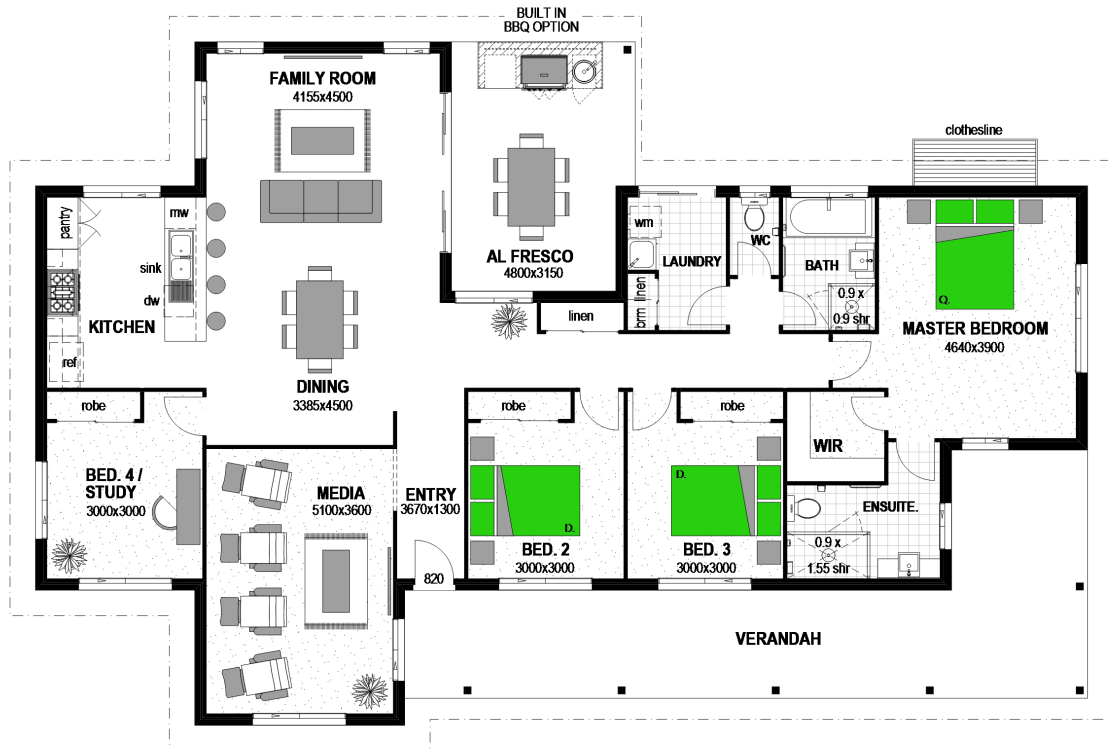 BUILT IN
BBQ OPTION
FAMILY ROOM
4155x4500
clothesline
pantry
mw
sink
dw
KITCHEN
ref
AL FRESCO
4800x3150
wm
LAUNDRY
brm
linen
linen
WC
BATH
0.9 x
0.9 shr
Q.
MASTER BEDROOM
4640x3900
DINING
3385x4500
robe
robe
robe
WIR
BED. 4 /
STUDY
3000x3000
MEDIA
5100x3600
ENTRY
3670x1300
820
D.
BED. 2
3000x3000
D.
BED. 3
3000x3000
ENSUITE.
0.9 x
1.55 shr
VERANDAH